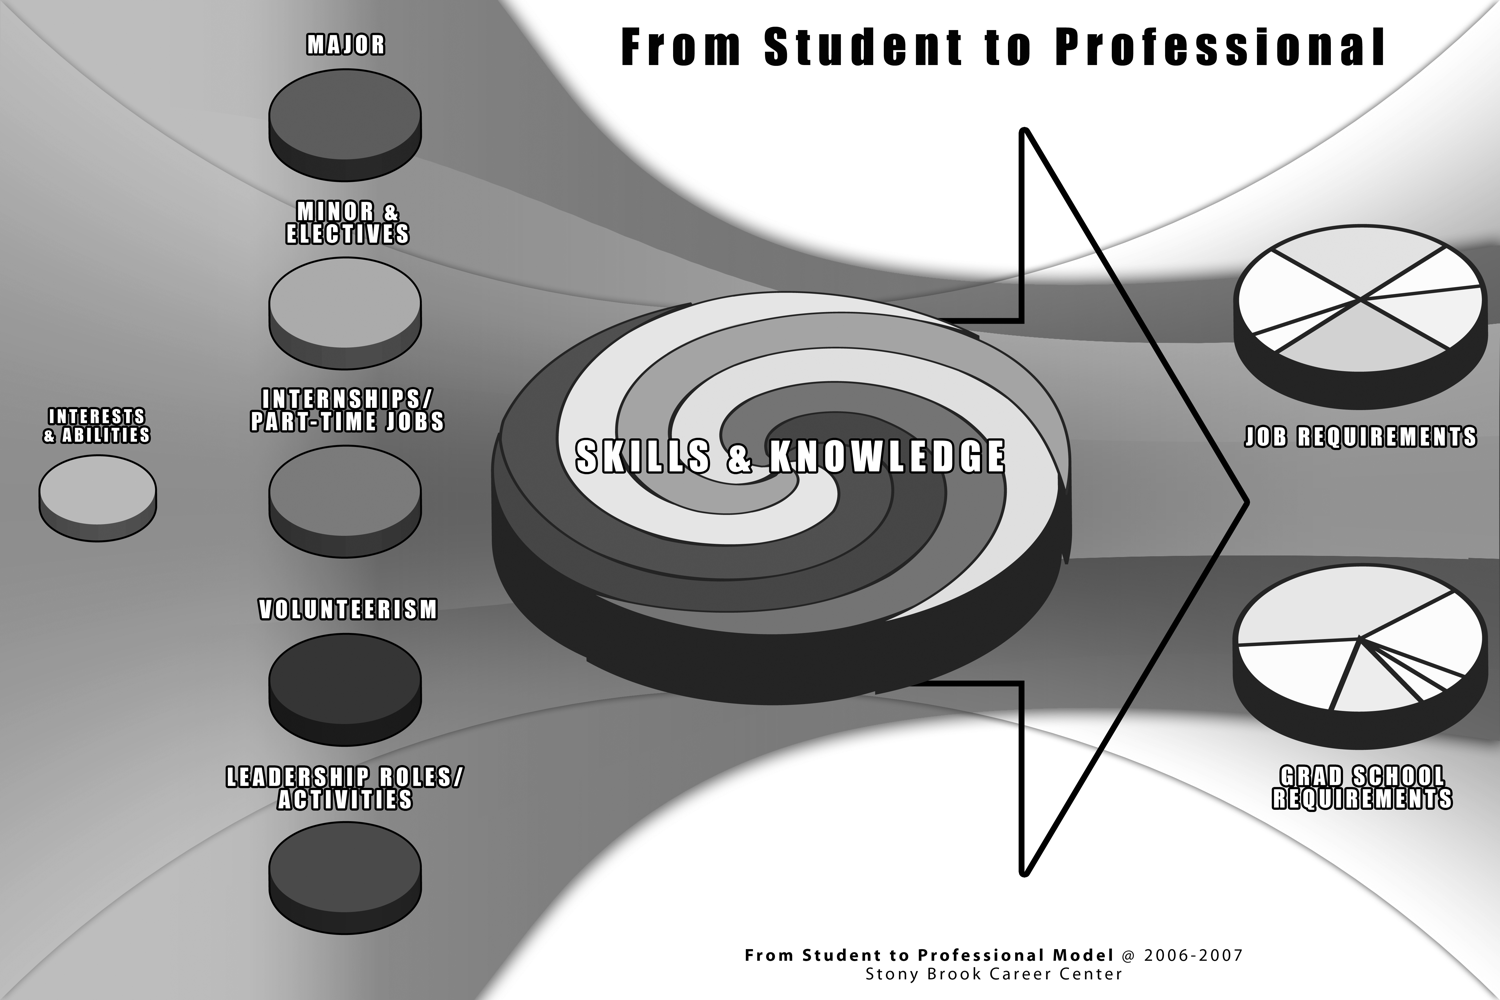 From Student to Professional
MAJOR
MINOR &
ELECTIVES
INTERNSHIPS/
PART-TIME JOBS
INTERESTS
& ABILITIES
VOLUNTEERISM
LEADERSHIP ROLES/
ACTIVITIES
SKILLS & KNOWLEDGE
JOB REQUIREMENTS
GRAD SCHOOL
REQUIREMENTS
From Student to Professional Model @ 2006-2007
Stony Brook Career Center